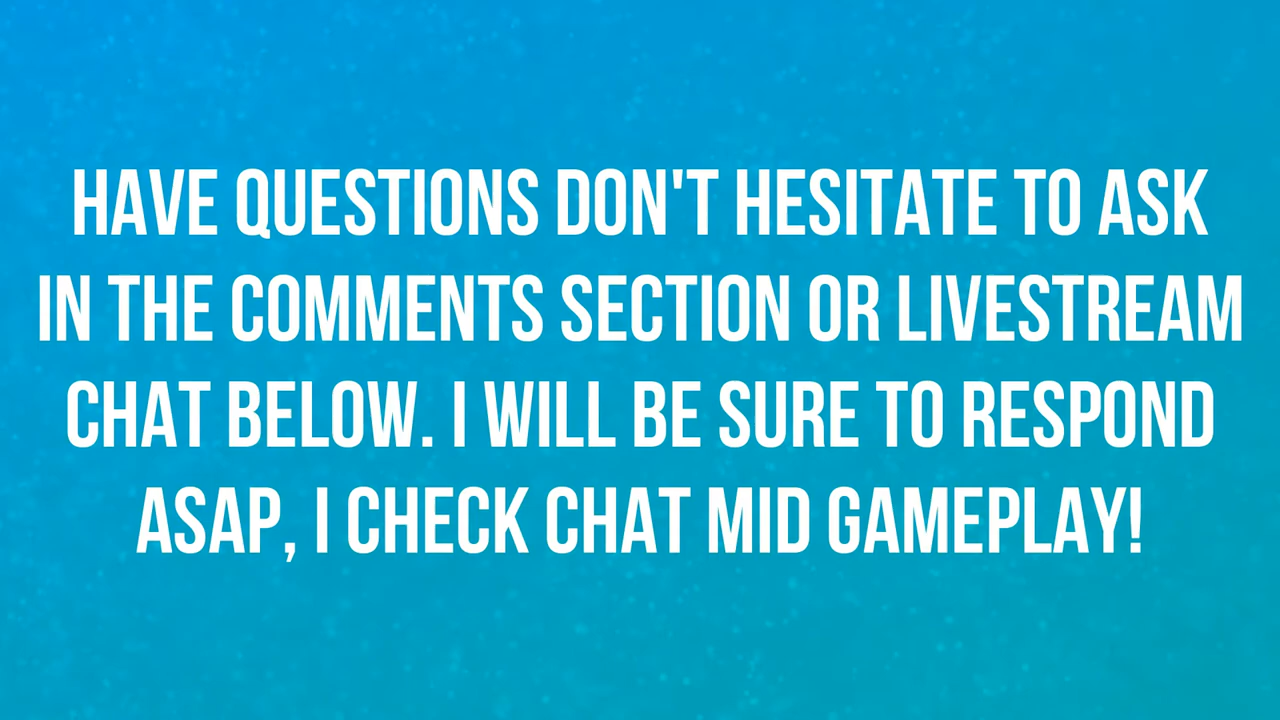 HAVE QUESTIONS DON'T HESITATE TO ASK
IN THE COMMENTS SECTION OR LIVESTREAM
CHAT BELOW. I WILL BE SURE TO RESPOND
ASAP, I CHECK CHAT MID GAMEPLAY!